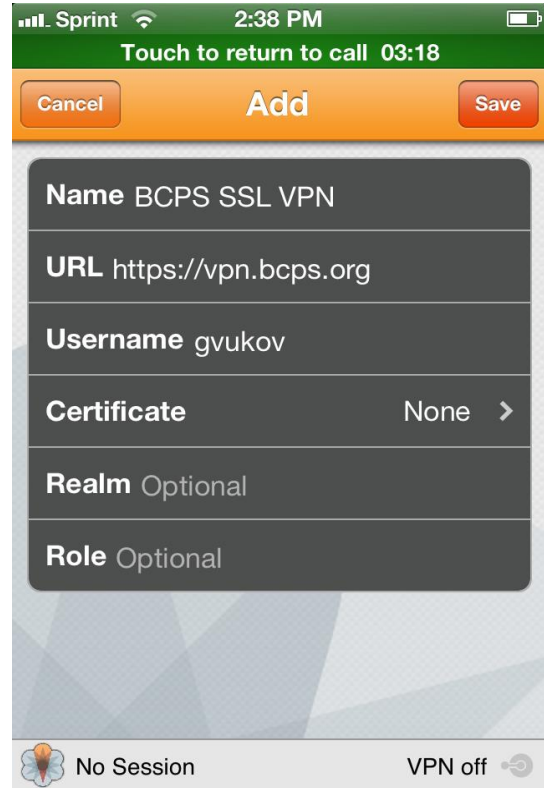 Sprint 2:38 PM
Touch to return to call 03:18
Cancel Add Save
Name BCPS SSL VPN
URL https://vpn.bcps.org
Username gvukov
Certificate None
Realm Optional
Role Optional
No Session VPN off